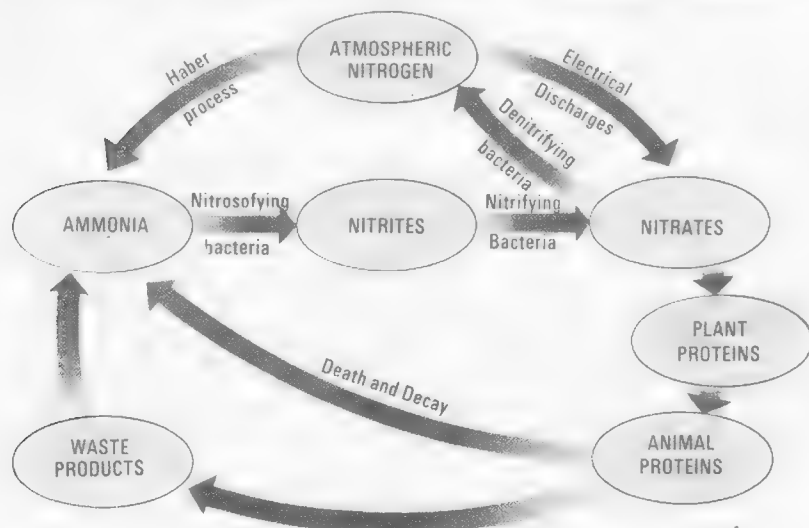 ATMOSPHERIC
NITROGEN
Haber
process
Electrical
Discharges
Denitrifying
bacteria
AMMONIA
Nitrosofying
bacteria
NITRITES
Nitrifying
Bacteria
NITRATES
PLANT
PROTEINS
Death and Decay
WASTE
PRODUCTS
ANIMAL
PROTEINS